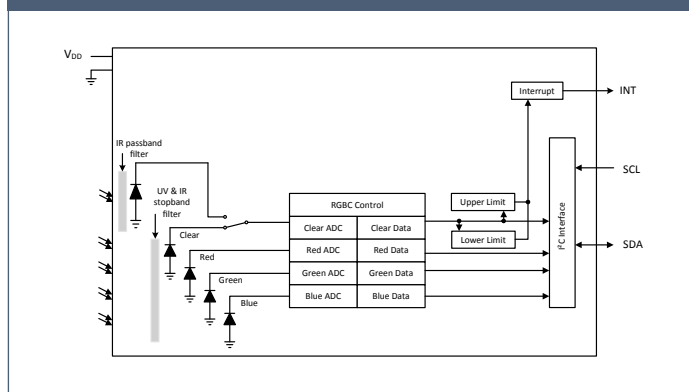 VDD
Interrupt
INT
IR passband
filter
UV & IR
stopband
filter
SCL
RGBC Control
Upper Limit
Clear
Clear ADC
Clear Data
Lower Limit
I²C Interface
SDA
Red
Red ADC
Red Data
Green
Green ADC
Green Data
Blue
Blue ADC
Blue Data